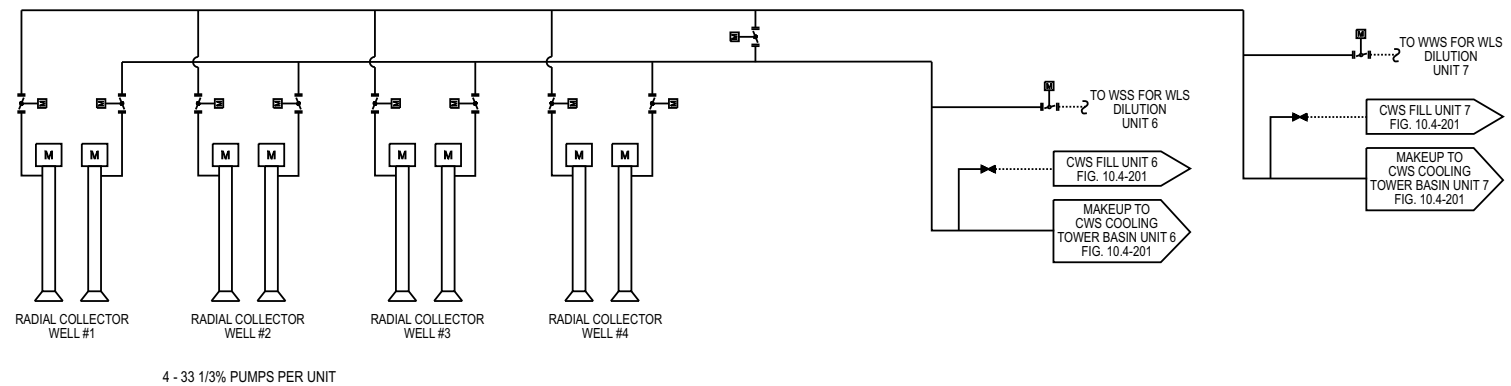 M
TO WWS FOR WLS
DILUTION
UNIT 7
M
M
TO WSS FOR WLS
DILUTION
UNIT 6
M M M M M M M M
CWS FILL UNIT 7
FIG. 10.4-201
CWS FILL UNIT 6
FIG. 10.4-201
MAKEUP TO
CWS COOLING
TOWER BASIN UNIT 7
FIG. 10.4-201
MAKEUP TO
CWS COOLING
TOWER BASIN UNIT 6
FIG. 10.4-201
M M M M M M M M
RADIAL COLLECTOR
WELL #1
RADIAL COLLECTOR
WELL #2
RADIAL COLLECTOR
WELL #3
RADIAL COLLECTOR
WELL #4
4 - 33 1/3% PUMPS PER UNIT